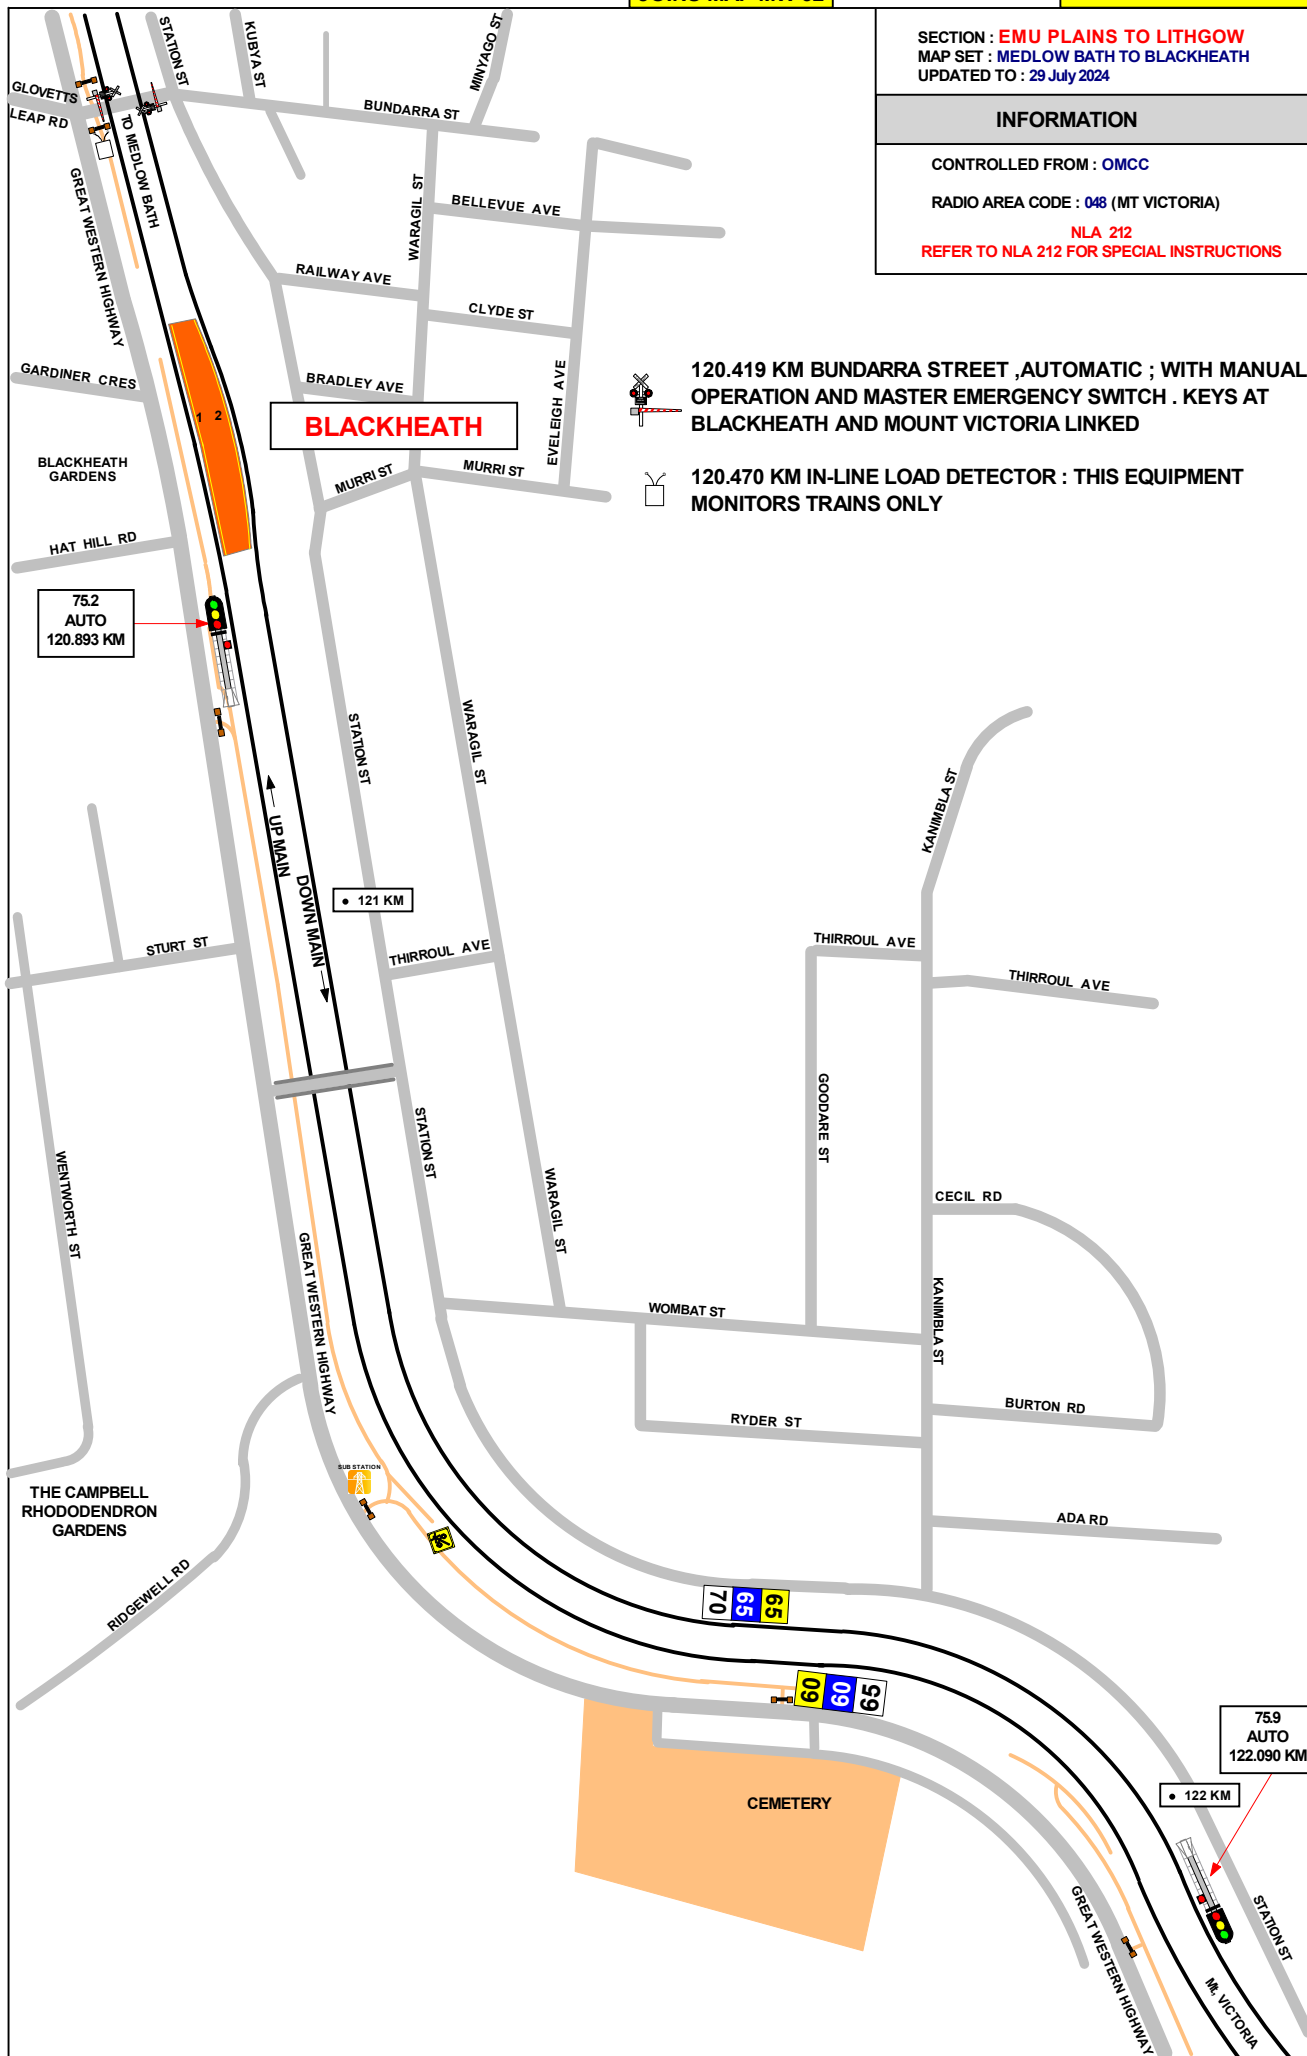 SECTION : EMU PLAINS TO LITHGOW
MAP SET : MEDLOW BATH TO BLACKHEATH
UPDATED TO : 29 July 2024
INFORMATION
CONTROLLED FROM : OMCC
RADIO AREA CODE : 048 (MT VICTORIA)
NLA 212
REFER TO NLA 212 FOR SPECIAL INSTRUCTIONS
STATION ST
KUBYA ST
MINYAGO ST
GLOVETTS
LEAP RD
BUNDARRA ST
TO MEDLOW BATH
GREAT WESTERN HIGHWAY
WARAGIL ST
BELLEVUE AVE
RAILWAY AVE
CLYDE ST
GARDINER CRES
BRADLEY AVE
EVELEIGH AVE
1 2
BLACKHEATH
120.419 KM BUNDARRA STREET ,AUTOMATIC ; WITH MANUAL
OPERATION AND MASTER EMERGENCY SWITCH . KEYS AT
BLACKHEATH AND MOUNT VICTORIA LINKED
120.470 KM IN-LINE LOAD DETECTOR : THIS EQUIPMENT
MONITORS TRAINS ONLY
BLACKHEATH
GARDENS
MURRI ST
MURRI ST
HAT HILL RD
75.2
AUTO
120.893 KM
STATION ST
WARAGIL ST
KANIMBLA ST
UP MAIN
DOWN MAIN
• 121 KM
STURT ST
THIRROUL AVE
THIRROUL AVE
THIRROUL AVE
GOODARE ST
STATION ST
WENTWORTH ST
WARAGIL ST
CECIL RD
GREAT WESTERN HIGHWAY
WOMBAT ST
KANIMBLA ST
BURTON RD
RYDER ST
SUB STATION
THE CAMPBELL
RHODODENDRON
GARDENS
ADA RD
RIDGEWELL RD
70 65 65
60 60 65
75.9
AUTO
122.090 KM
• 122 KM
CEMETERY
GREAT WESTERN HIGHWAY
STATION ST
Mt. VICTORIA